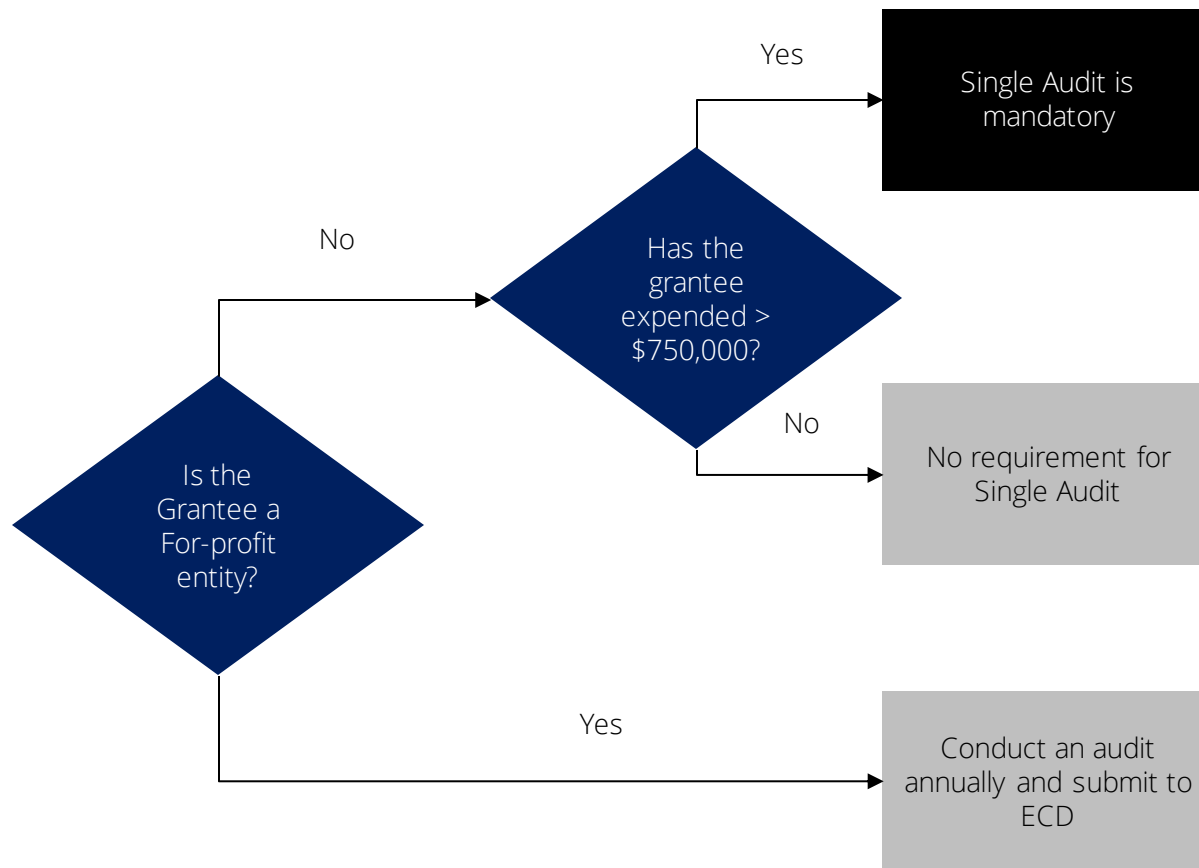 Yes
Single Audit is
mandatory
No
Has the
grantee
expended >
$750,000?
No
No requirement for
Single Audit
Is the
Grantee a
For-profit
entity?
Yes
Conduct an audit
annually and submit to
ECD